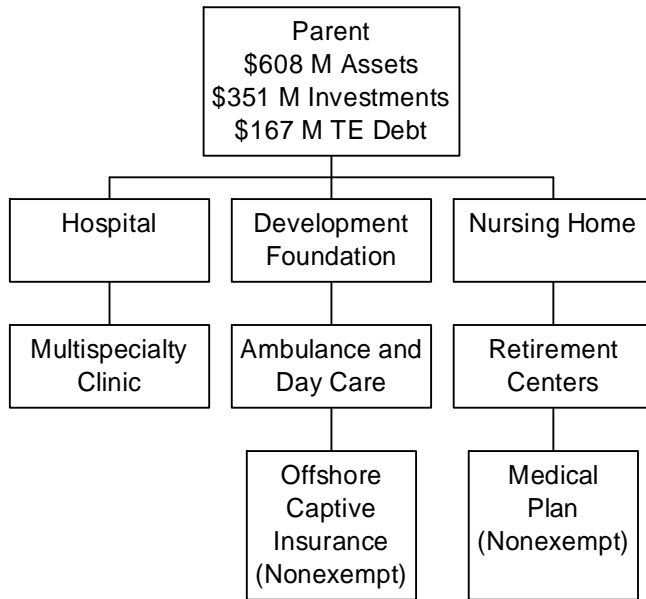 Parent
$608 M Assets
$351 M Investments
$167 M TE Debt
Hospital
Development
Foundation
Nursing Home
Multispecialty
Clinic
Ambulance and
Day Care
Retirement
Centers
Offshore
Captive
Insurance
(Nonexempt)
Medical
Plan
(Nonexempt)